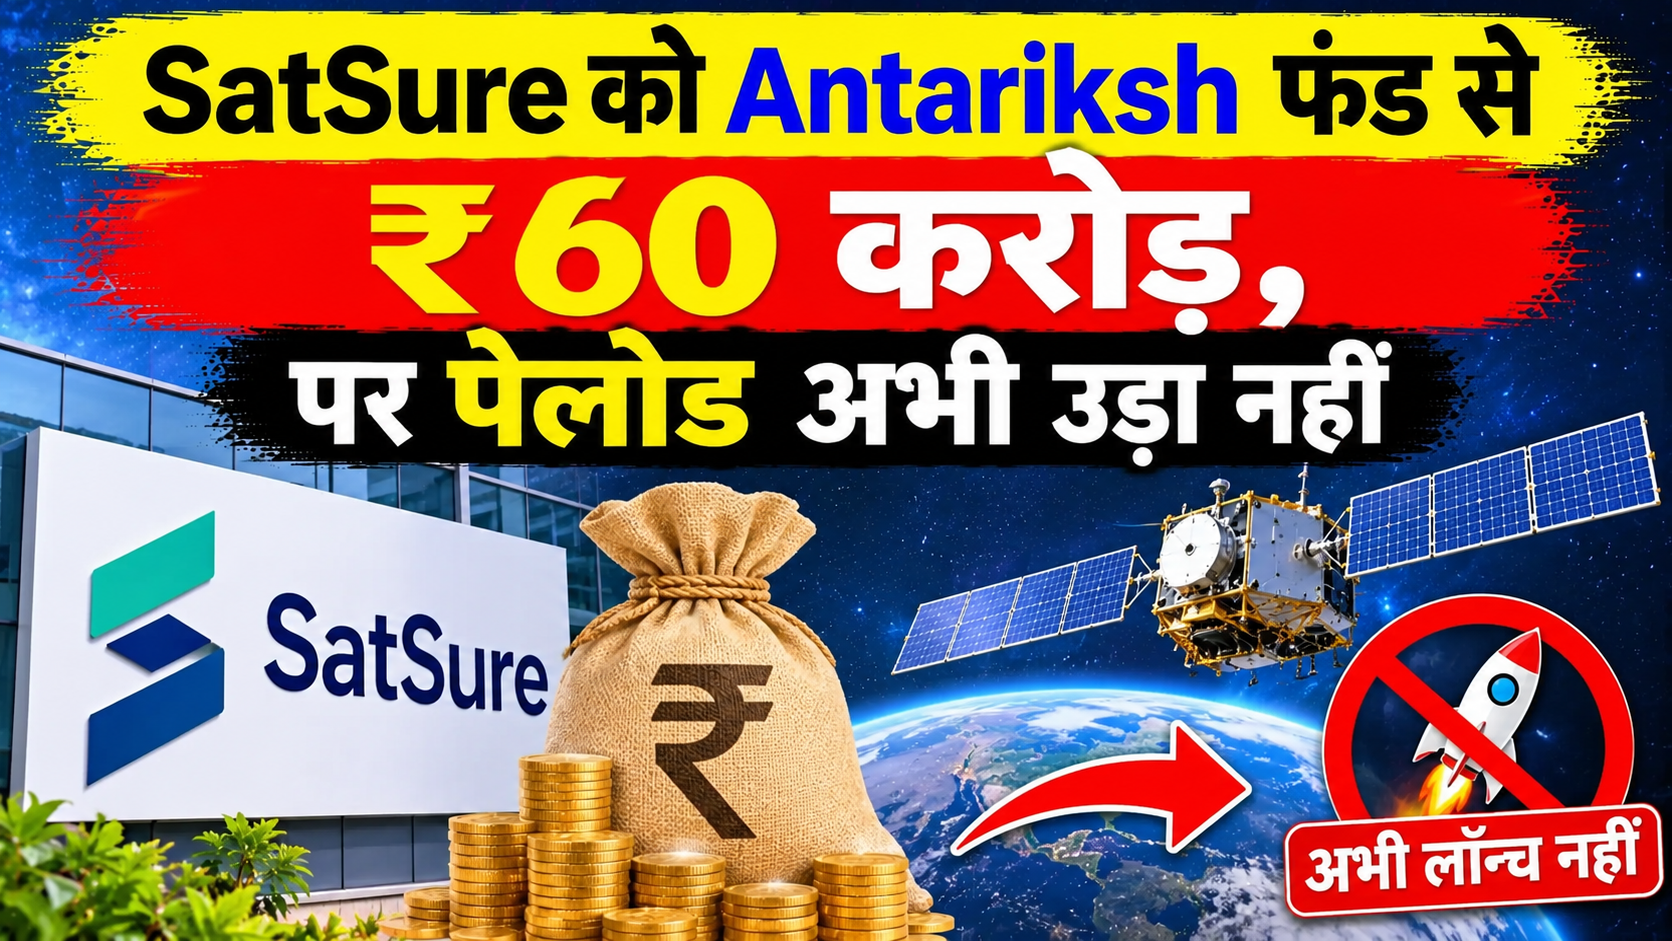 SatSure को Antariksh फंड से
₹60 करोड़,
पर पेलोड अभी उड़ा नहीं
SatSure
₹
अभी लॉन्च नहीं